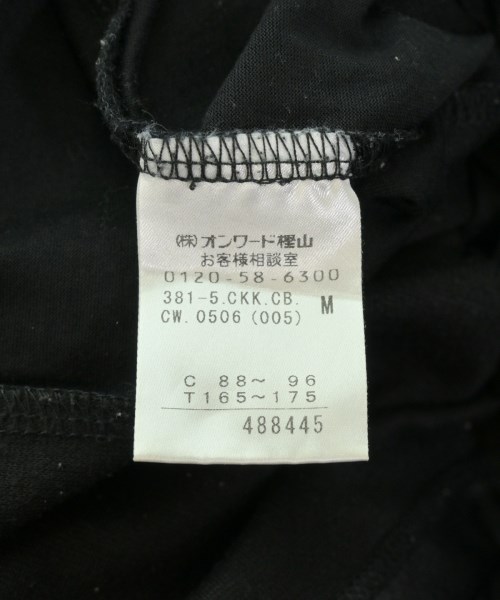 (株)オンワード樫山
お客様相談室
0120-58-6300
381-5.CKK.CB. M
CW.0506(005)
C 88～ 96
T165～175
488445